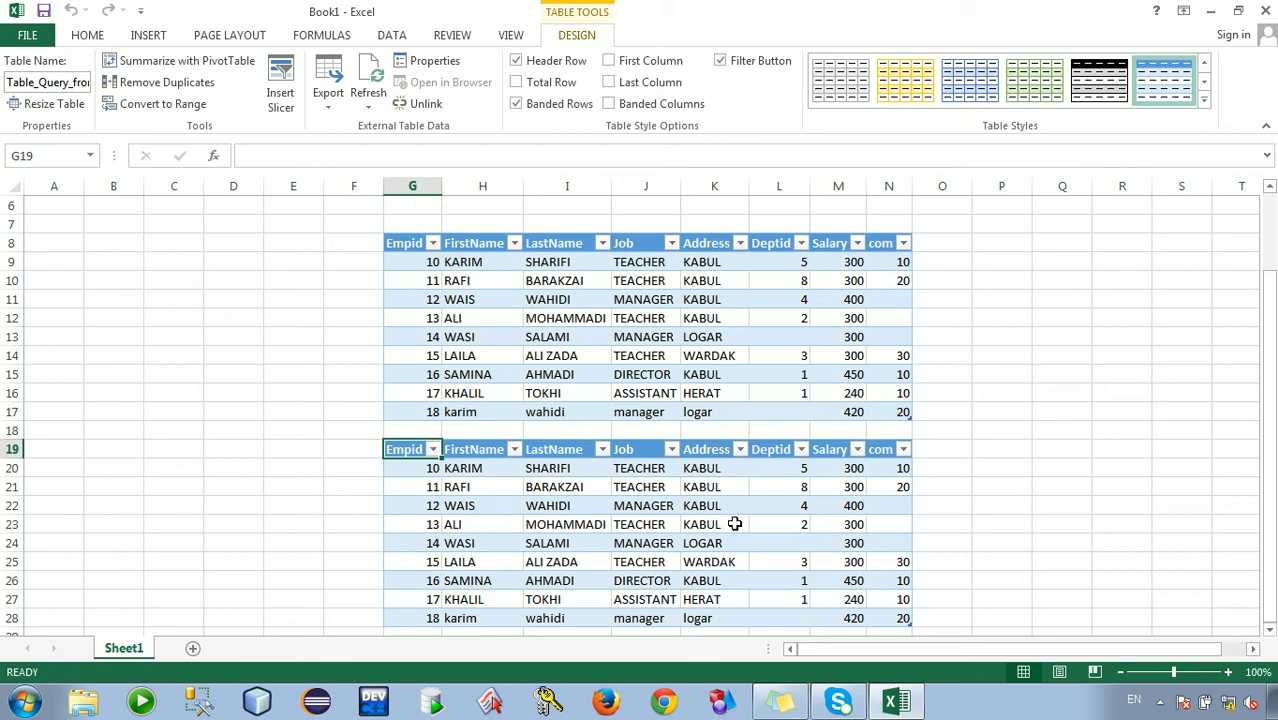 Book1 - Excel
TABLE TOOLS
?
FILE HOME INSERT PAGE LAYOUT FORMULAS DATA REVIEW VIEW DESIGN Sign in
Table Name: Summarize with PivotTable Properties Header Row First Column Filter Button
Table_Query_fro Remove Duplicates Insert Slicer Export Refresh Open in Browser Total Row Last Column
Resize Table Convert to Range Unlink Banded Rows Banded Columns
Properties Tools External Table Data Table Style Options Table Styles
G19 fx
A B C D E F G H I J K L M N O P Q R S T
6
7
8 Empid FirstName LastName Job Address Deptid Salary com
9 10 KARIM SHARIFI TEACHER KABUL 5 300 10
10 11 RAFI BARAKZAI TEACHER KABUL 8 300 20
11 12 WAIS WAHIDI MANAGER KABUL 4 400
12 13 ALI MOHAMMADI TEACHER KABUL 2 300
13 14 WASI SALAMI MANAGER LOGAR 300
14 15 LAILA ALI ZADA TEACHER WARDAK 3 300 30
15 16 SAMINA AHMADI DIRECTOR KABUL 1 450 10
16 17 KHALIL TOKHI ASSISTANT HERAT 1 240 10
17 18 karim wahidi manager logar 420 20
18
19 Empid FirstName LastName Job Address Deptid Salary com
20 10 KARIM SHARIFI TEACHER KABUL 5 300 10
21 11 RAFI BARAKZAI TEACHER KABUL 8 300 20
22 12 WAIS WAHIDI MANAGER KABUL 4 400
23 13 ALI MOHAMMADI TEACHER KABUL 2 300
24 14 WASI SALAMI MANAGER LOGAR 300
25 15 LAILA ALI ZADA TEACHER WARDAK 3 300 30
26 16 SAMINA AHMADI DIRECTOR KABUL 1 450 10
27 17 KHALIL TOKHI ASSISTANT HERAT 1 240 10
28 18 karim wahidi manager logar 420 20
Sheet1
READY 100%
DEV EN